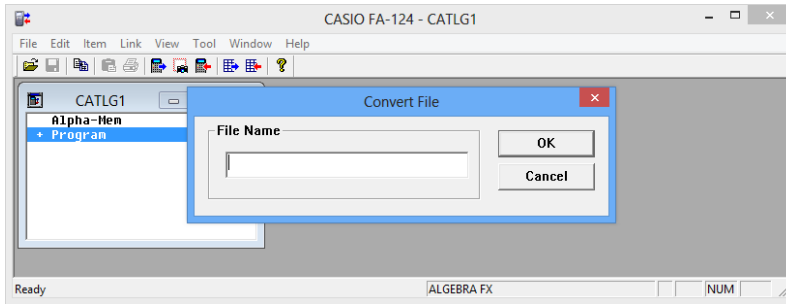 CASIO FA-124 - CATLG1
File Edit Item Link View Tool Window Help
CATLG1
Alpha-Mem
+ Program
Convert File
File Name
OK
Cancel
Ready
ALGEBRA FX
NUM